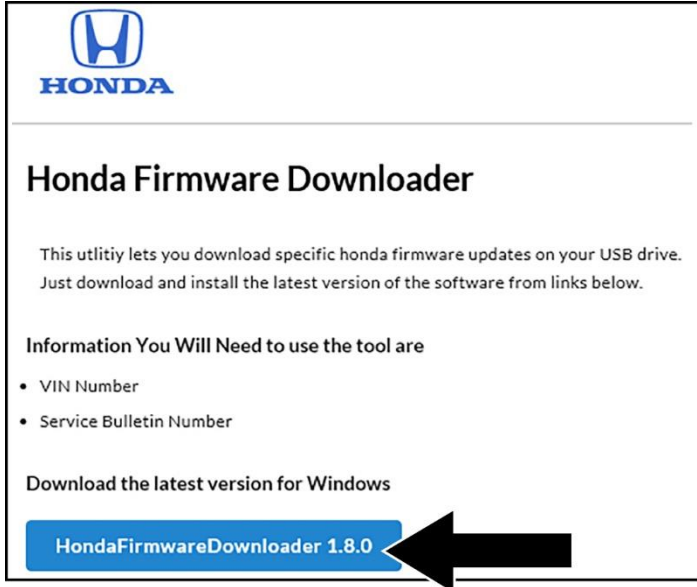 HONDA
Honda Firmware Downloader
This utlitiy lets you download specific honda firmware updates on your USB drive.
Just download and install the latest version of the software from links below.
Information You Will Need to use the tool are
• VIN Number
• Service Bulletin Number
Download the latest version for Windows
HondaFirmwareDownloader 1.8.0